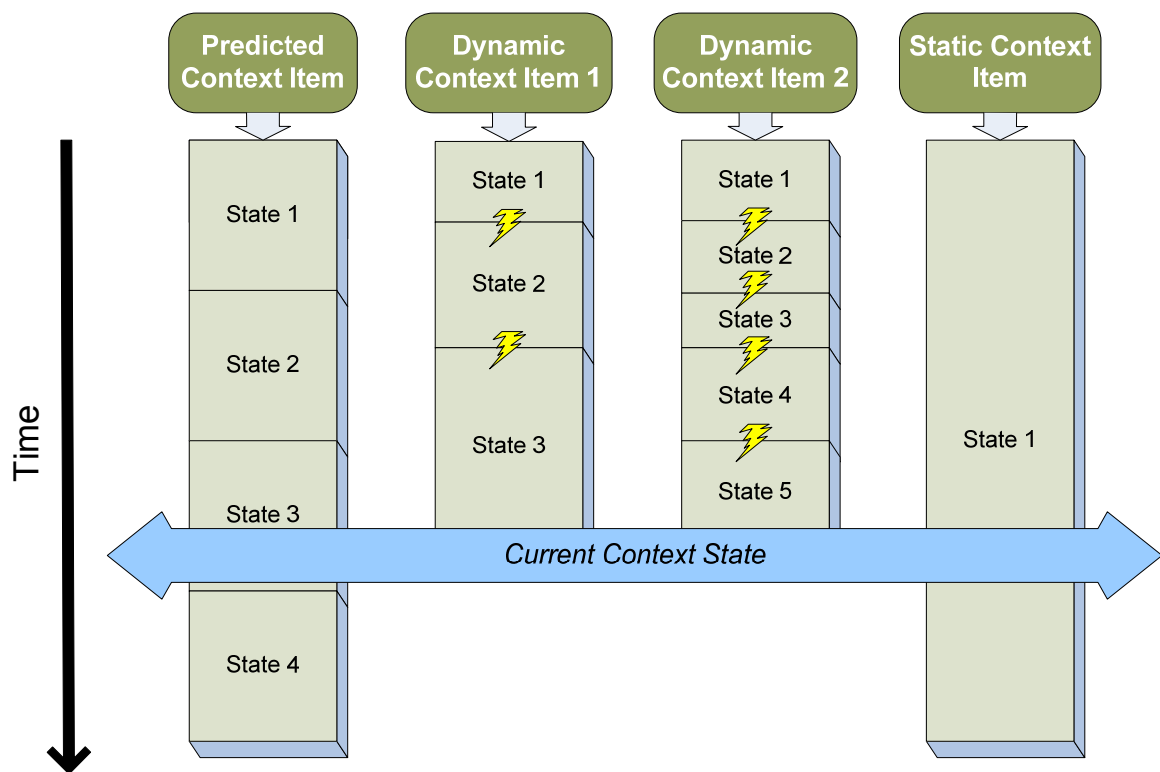 Predicted
Context Item
Dynamic
Context Item 1
Dynamic
Context Item 2
Static Context
Item
Time
State 1
State 2
State 3
State 4
State 1
State 2
State 3
State 1
State 2
State 3
State 4
State 5
State 1
Current Context State